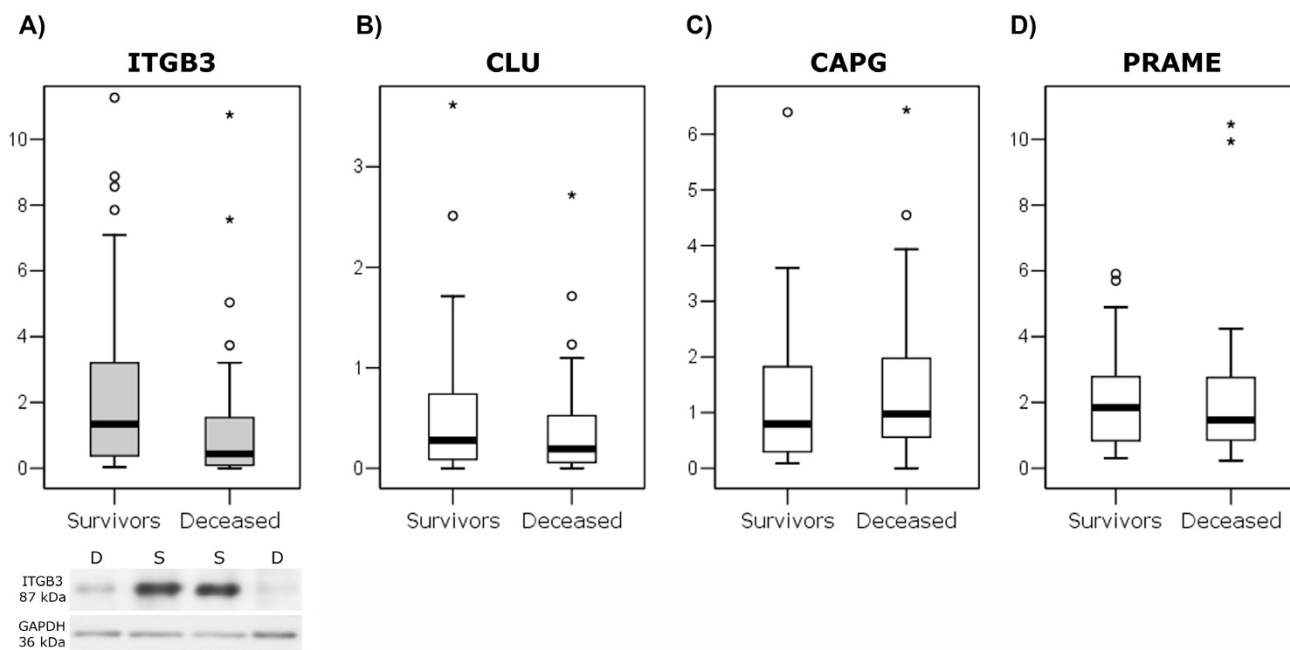 A)
ITGB3
10
8
6
4
2
0
Survivors Deceased
D S S D
ITGB3
87 kDa
GAPDH
36 kDa
B)
CLU
3
2
1
0
Survivors Deceased
C)
CAPG
6
5
4
3
2
1
0
Survivors Deceased
D)
PRAME
10
8
6
4
2
0
Survivors Deceased